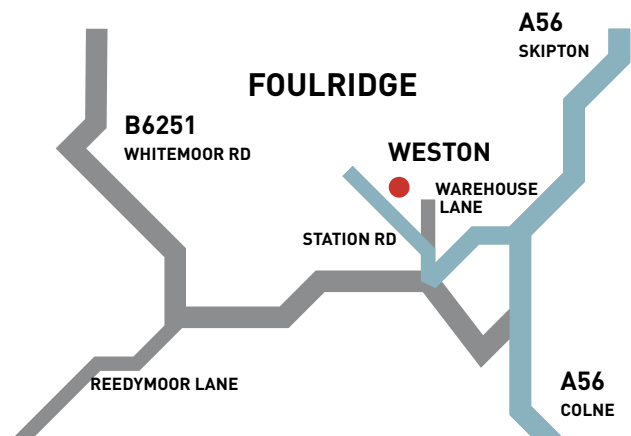 A56
SKIPTON
FOULRIDGE
B6251
WHITEMOOR RD
WESTON
WAREHOUSE
LANE
STATION RD
REEDYMOOR LANE
A56
COLNE